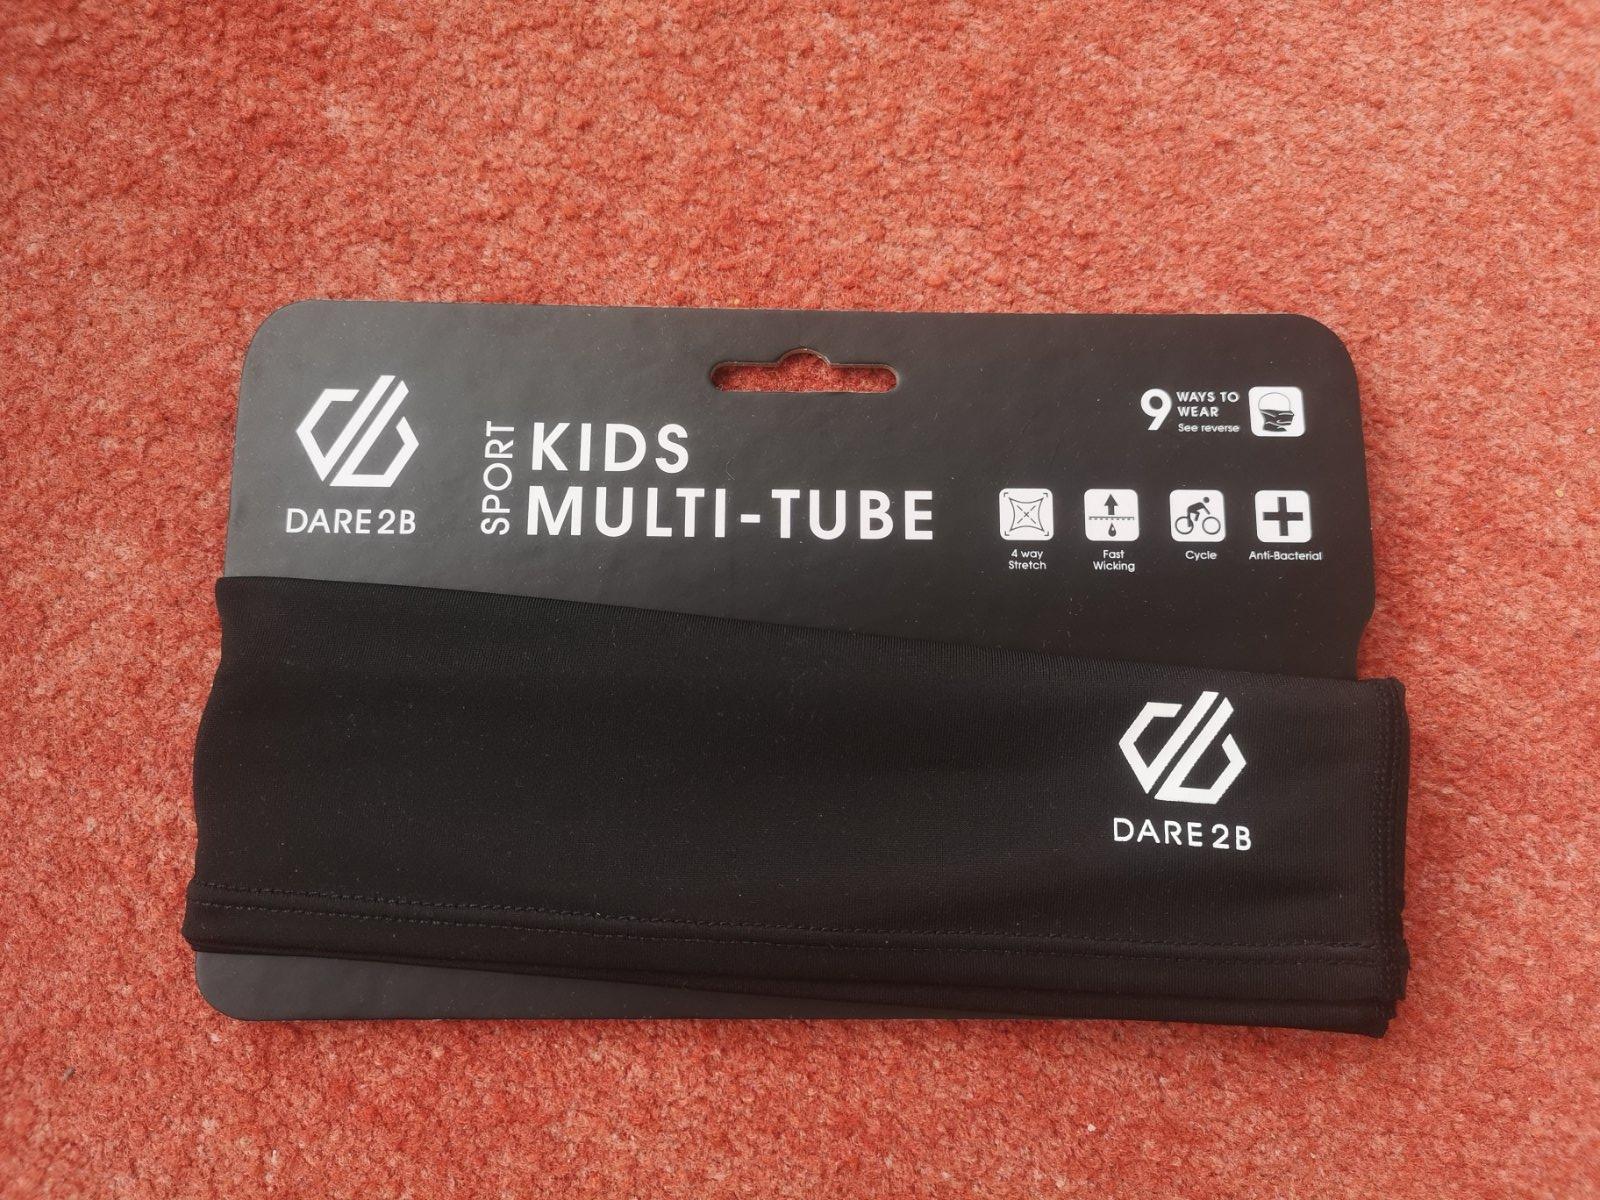 DARE 2B
SPORT
KIDS
MULTI-TUBE
9 WAYS TO
WEAR
See reverse
4 way
Stretch
Fast
Wicking
Cycle
Anti-Bacterial
DARE 2B